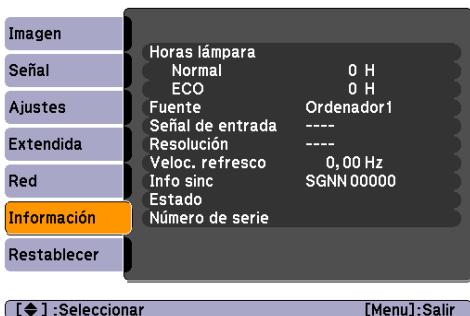 Imagen
Señal
Ajustes
Extendida
Red
Información
Restablecer
Horas lámpara
Normal 0 H
ECO 0 H
Fuente Ordenador1
Señal de entrada ----
Resolución ----
Veloc. refresco 0,00 Hz
Info sinc SGNN 00000
Estado
Número de serie
[◆] :Seleccionar [Menu]:Salir